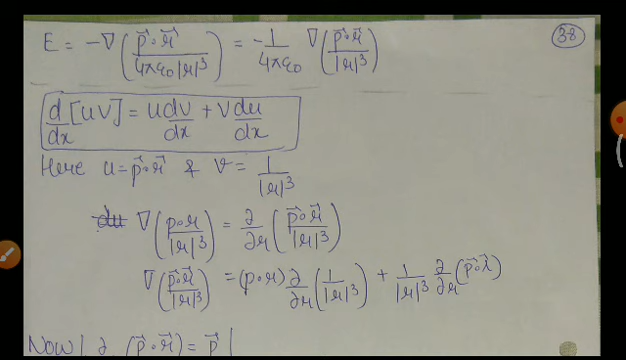 E = -∇(p⃗·r⃗ / 4πε₀|r|³) = -1/4πε₀ ∇(p⃗·r⃗ / |r|³)
38
d/dx [uv] = u dv/dx + v du/dx
Here u = p⃗·r⃗ & v = 1/|r|³
∇(p·r / |r|³) = ∂/∂r (p⃗·r⃗ / |r|³)
∇(p⃗·r⃗ / |r|³) = (p·r) ∂/∂r (1/|r|³) + 1/|r|³ ∂/∂r (p⃗·r⃗)
Now | ∂ (p⃗·r⃗) = p⃗ |